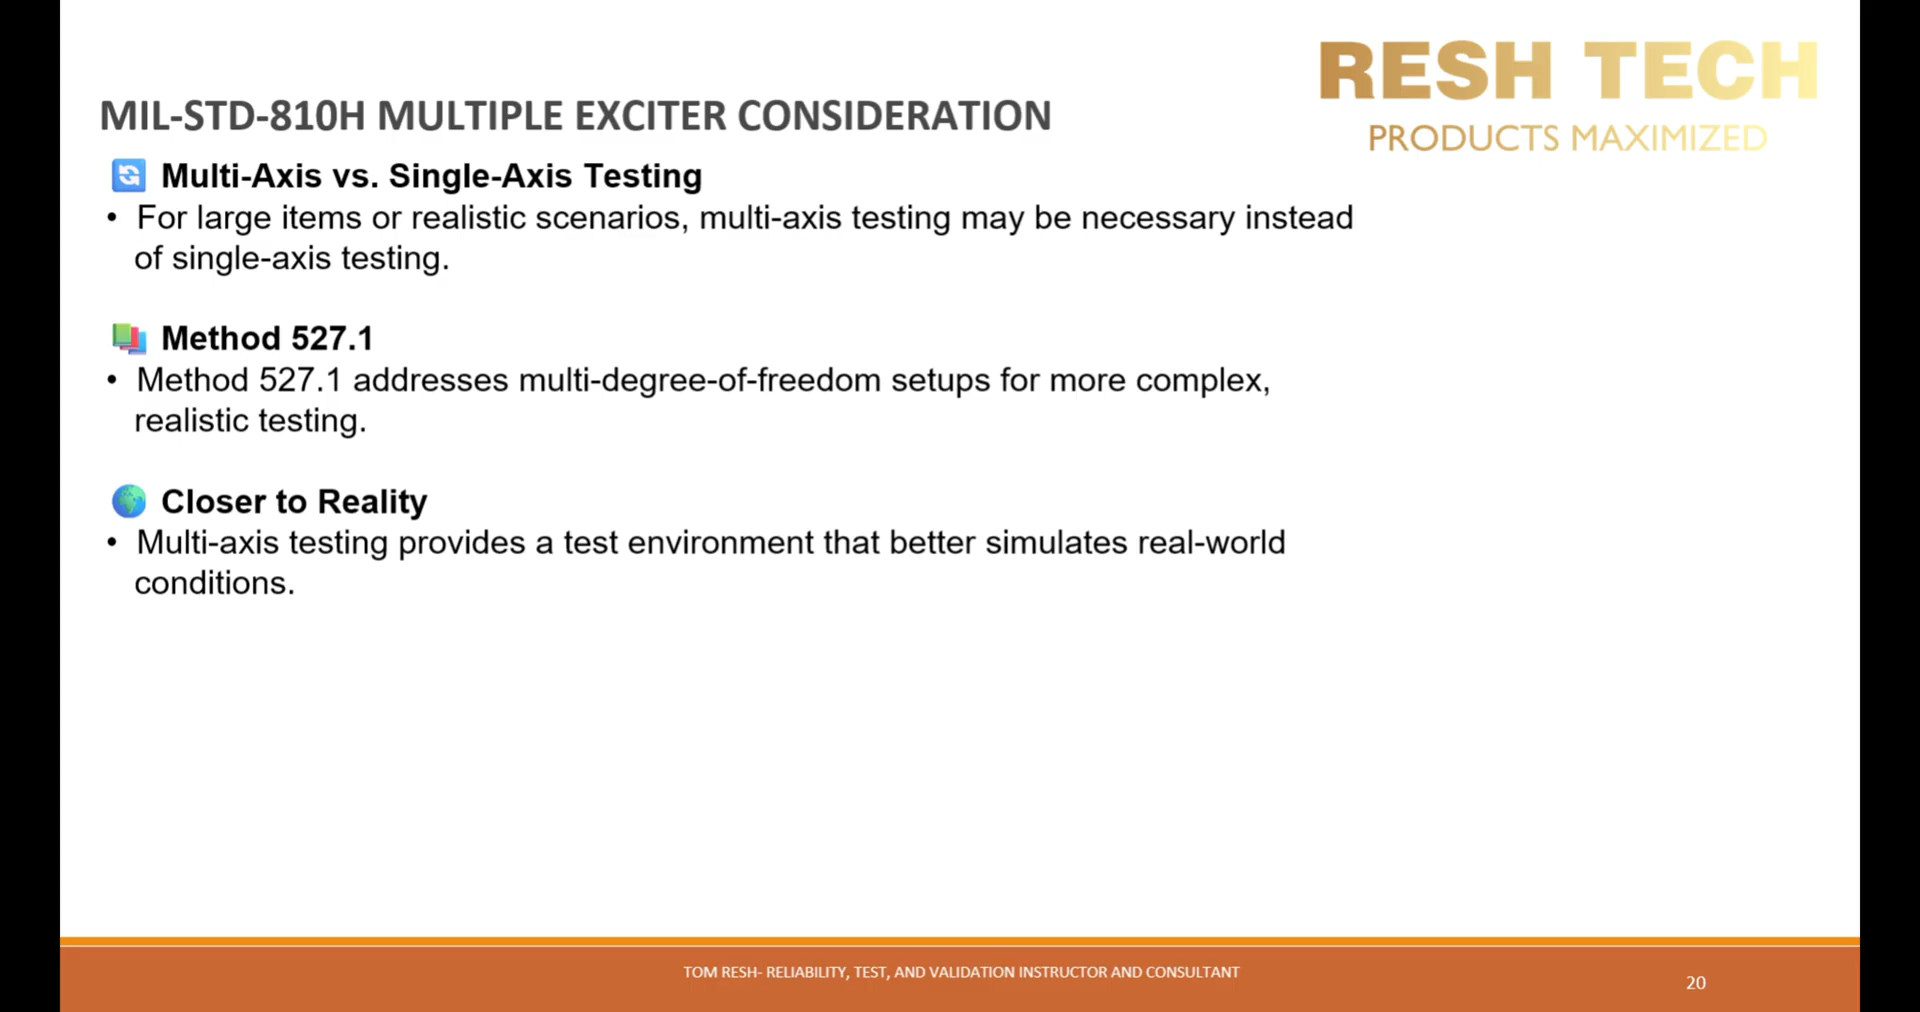 RESH TECH
PRODUCTS MAXIMIZED
MIL-STD-810H MULTIPLE EXCITER CONSIDERATION
Multi-Axis vs. Single-Axis Testing
• For large items or realistic scenarios, multi-axis testing may be necessary instead
of single-axis testing.
Method 527.1
• Method 527.1 addresses multi-degree-of-freedom setups for more complex,
realistic testing.
Closer to Reality
• Multi-axis testing provides a test environment that better simulates real-world
conditions.
TOM RESH- RELIABILITY, TEST, AND VALIDATION INSTRUCTOR AND CONSULTANT
20